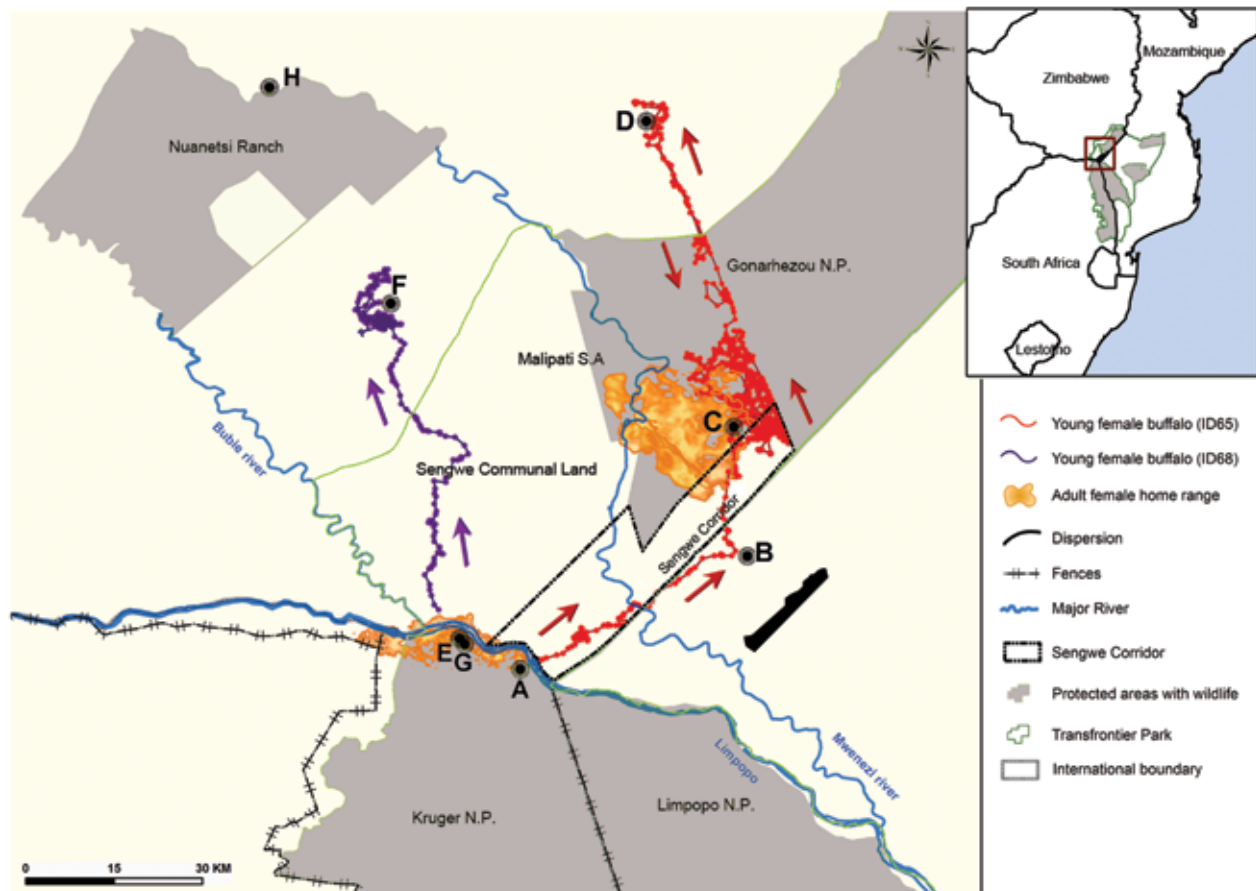 H
Nuanetsi Ranch
D
Gonarhezou N.P.
F
Malipati S.A
C
Buble river
Sengwe Communal Land
Sengwe Corridor
B
E
G
A
Mwenezi river
Limpopo
Kruger N.P.
Limpopo N.P.
0 15 30 KM
Mozambique
Zimbabwe
South Africa
Lestotho
Young female buffalo (ID65)
Young female buffalo (ID68)
Adult female home range
Dispersion
Fences
Major River
Sengwe Corridor
Protected areas with wildlife
Transfrontier Park
International boundary